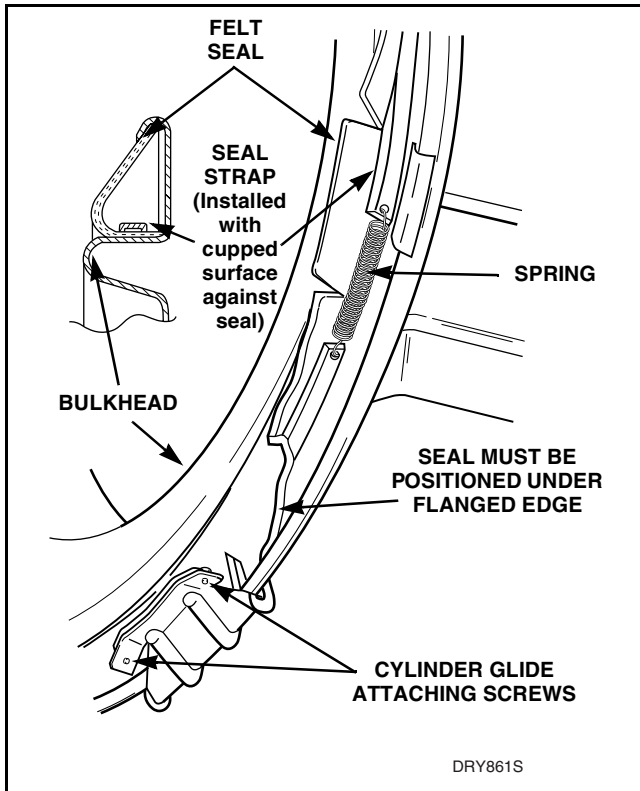 FELT
SEAL
SEAL
STRAP
(Installed
with
cupped
surface
against
seal)
SPRING
BULKHEAD
SEAL MUST BE
POSITIONED UNDER
FLANGED EDGE
CYLINDER GLIDE
ATTACHING SCREWS
DRY861S